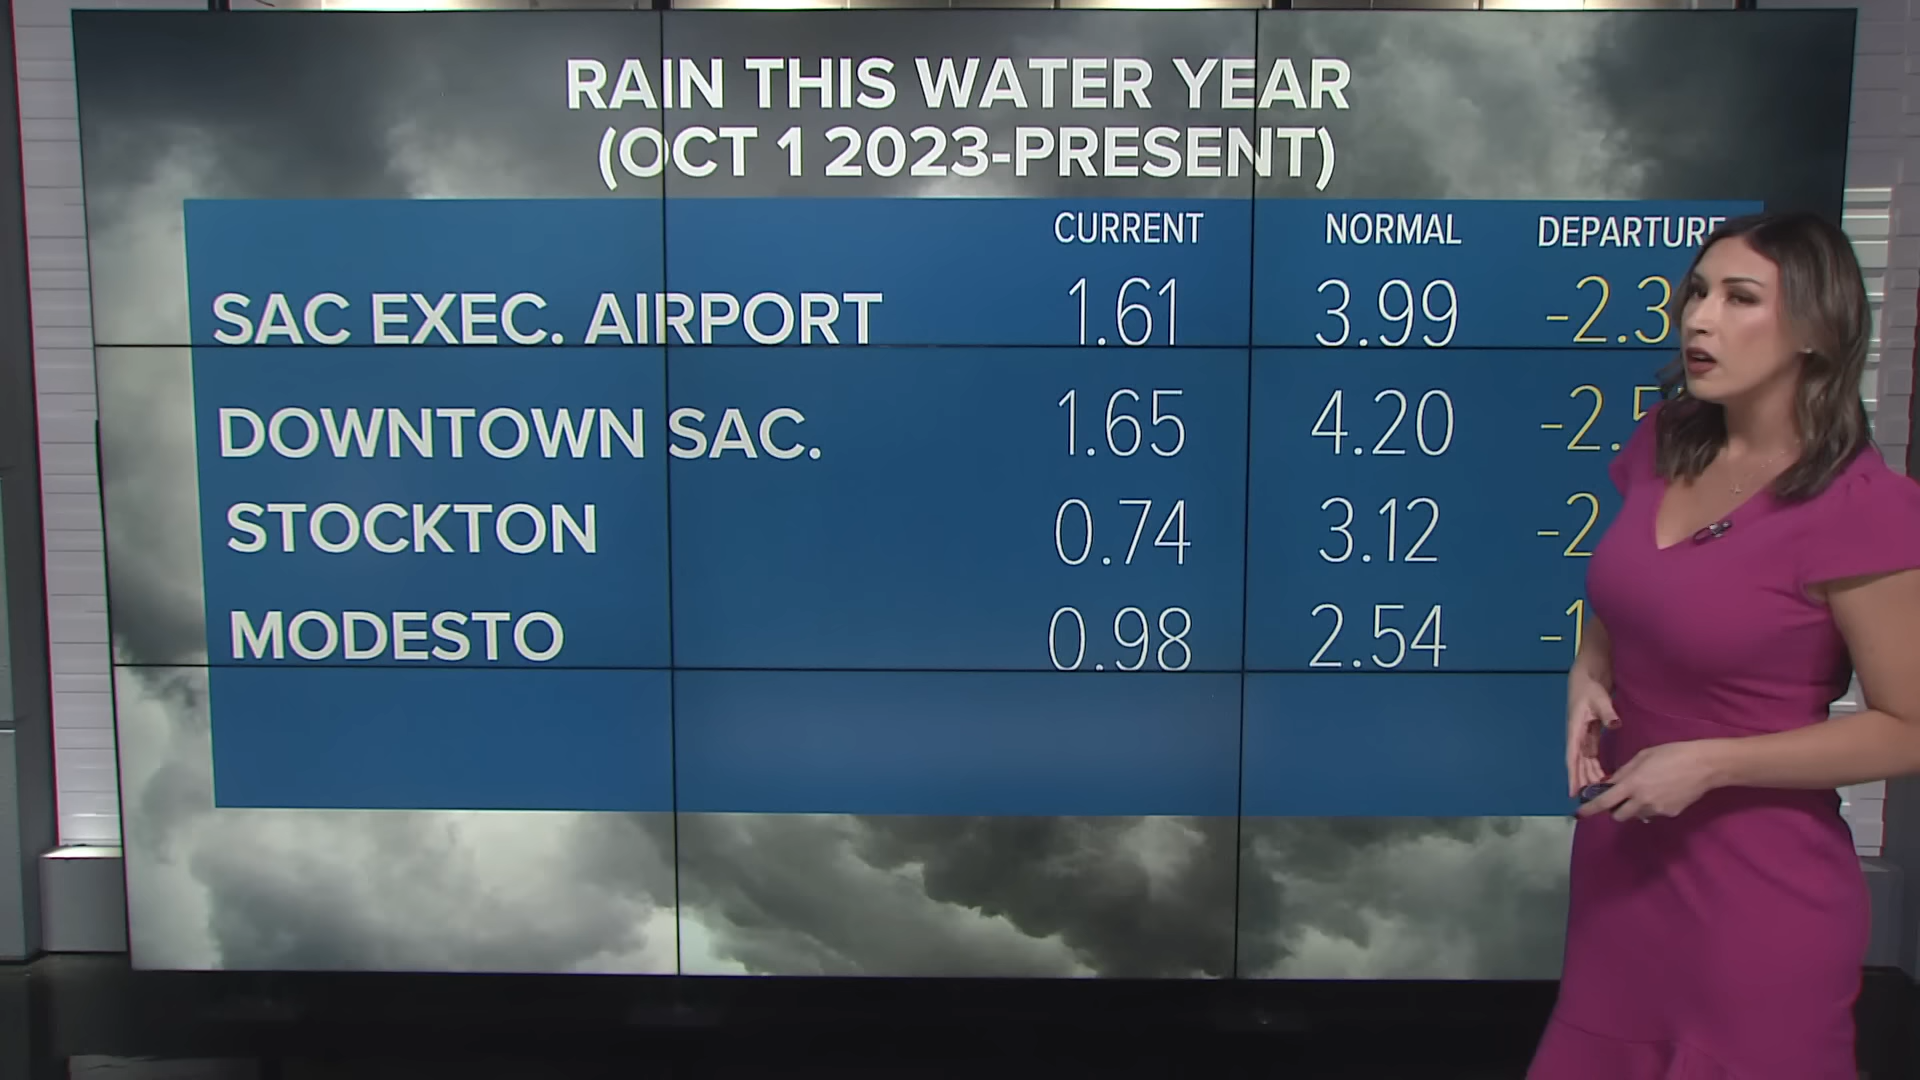 RAIN THIS WATER YEAR
(OCT 1 2023-PRESENT)
CURRENT NORMAL DEPARTURE
SAC EXEC. AIRPORT 1.61 3.99
DOWNTOWN SAC. 1.65 4.20
STOCKTON 0.74 3.12
MODESTO 0.98 2.54